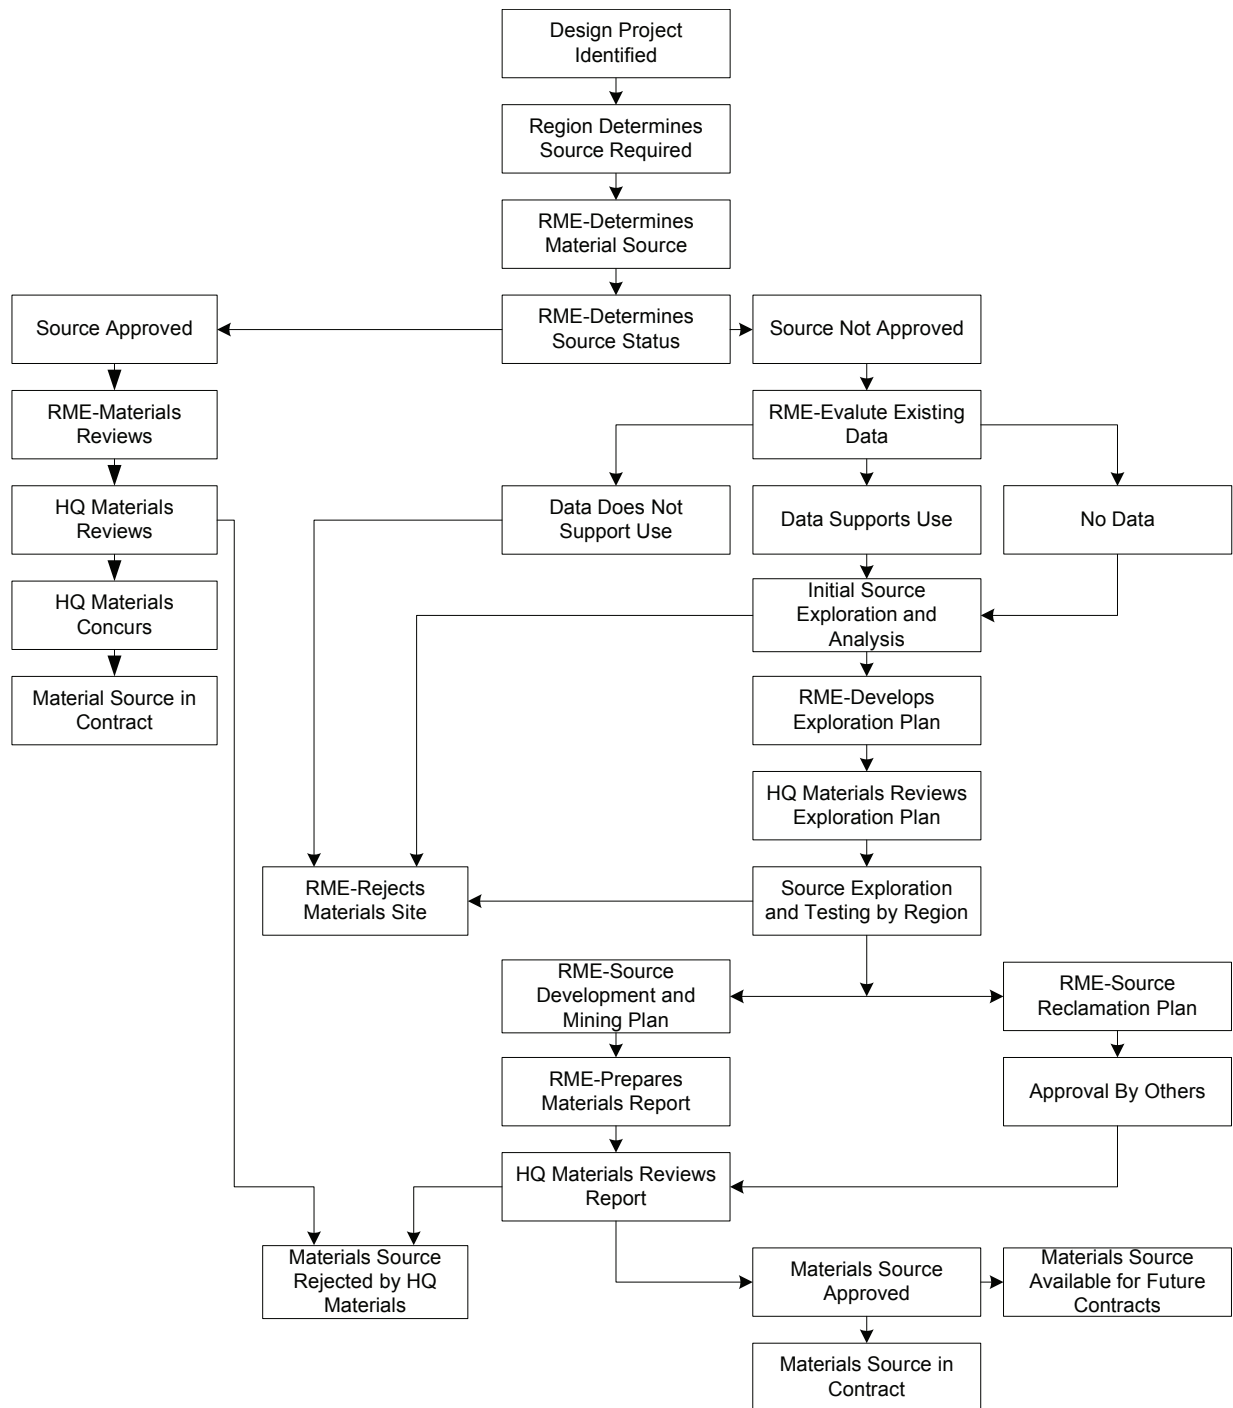 Design Project
Identified
Region Determines
Source Required
RME-Determines
Material Source
RME-Determines
Source Status
Source Approved
Source Not Approved
RME-Materials
Reviews
RME-Evalute Existing
Data
HQ Materials
Reviews
Data Does Not
Support Use
Data Supports Use
No Data
HQ Materials
Concurs
Initial Source
Exploration and
Analysis
Material Source in
Contract
RME-Develops
Exploration Plan
HQ Materials Reviews
Exploration Plan
RME-Rejects
Materials Site
Source Exploration
and Testing by Region
RME-Source
Development and
Mining Plan
RME-Source
Reclamation Plan
RME-Prepares
Materials Report
Approval By Others
HQ Materials Reviews
Report
Materials Source
Rejected by HQ
Materials
Materials Source
Approved
Materials Source
Available for Future
Contracts
Materials Source in
Contract